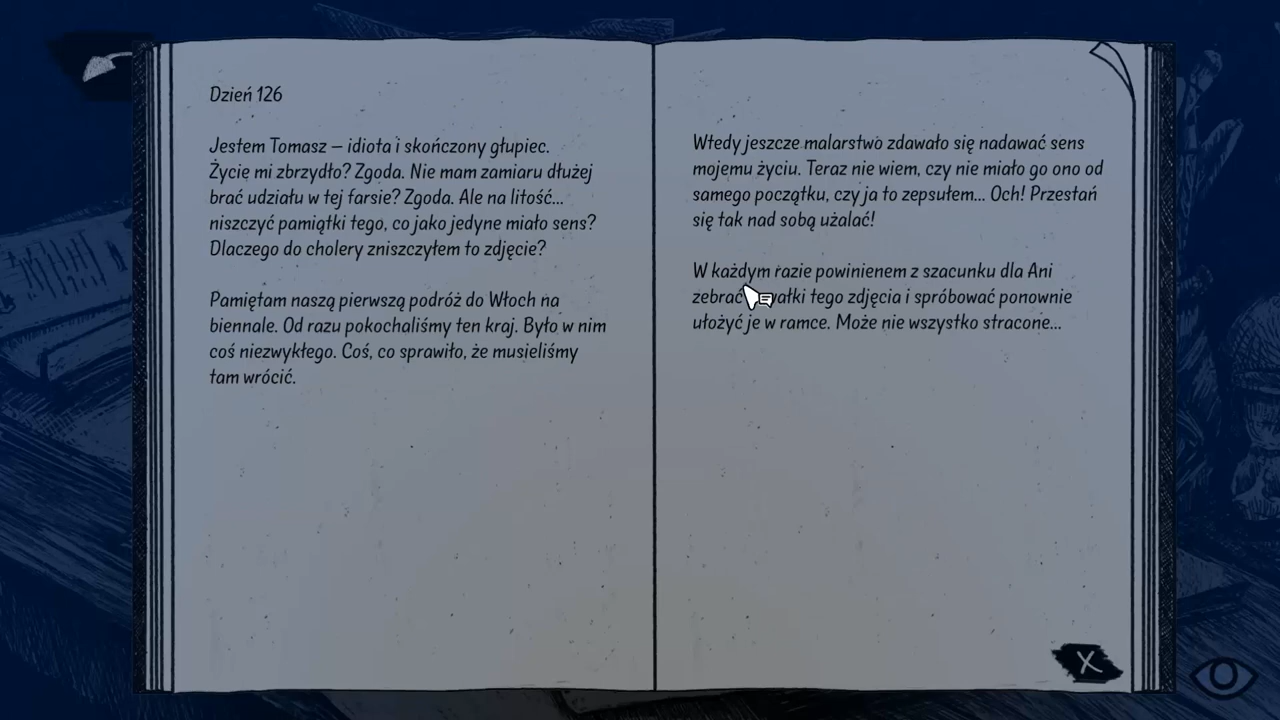 Dzień 126
Jestem Tomasz – idiota i skończony głupiec.
Życie mi zbrzydło? Zgoda. Nie mam zamiaru dłużej
brać udziału w tej farsie? Zgoda. Ale na litość...
niszczyć pamiątki tego, co jako jedyne miało sens?
Dlaczego do cholery zniszczyłem to zdjęcie?
Pamiętam naszą pierwszą podróż do Włoch na
biennale. Od razu pokochaliśmy ten kraj. Było w nim
coś niezwykłego. Coś, co sprawiło, że musieliśmy
tam wrócić.
Wtedy jeszcze malarstwo zdawało się nadawać sens
mojemu życiu. Teraz nie wiem, czy nie miało go ono od
samego początku, czy ja to zepsułem... Och! Przestań
się tak nad sobą użalać!
W każdym razie powinienem z szacunku dla Ani
zebrać tego zdjęcia i spróbować ponownie
ułożyć je w ramce. Może nie wszystko stracone...
X